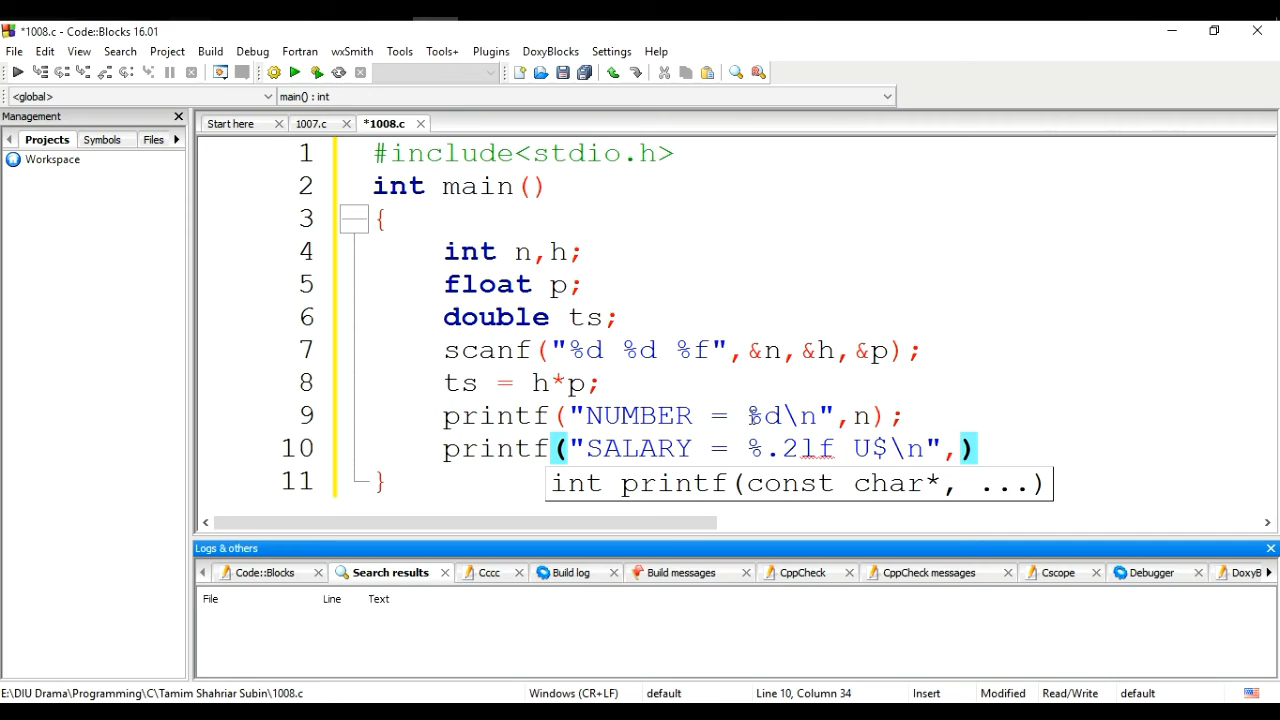 *1008.c - Code::Blocks 16.01
File Edit View Search Project Build Debug Fortran wxSmith Tools Tools+ Plugins DoxyBlocks Settings Help
<global> main() : int
Management
Projects Symbols Files
Workspace
Start here 1007.c *1008.c
1 #include<stdio.h>
2 int main()
3 {
4 int n,h;
5 float p;
6 double ts;
7 scanf("%d %d %f",&n,&h,&p);
8 ts = h*p;
9 printf("NUMBER = %d\n",n);
10 printf("SALARY = %.2lf U$\n",)
11 }
int printf(const char*, ...)
Logs & others
Code::Blocks Search results Cccc Build log Build messages CppCheck CppCheck messages Cscope Debugger DoxyB
File Line Text
E:\DIU Drama\Programming\C\Tamim Shahriar Subin\1008.c Windows (CR+LF) default Line 10, Column 34 Insert Modified Read/Write default